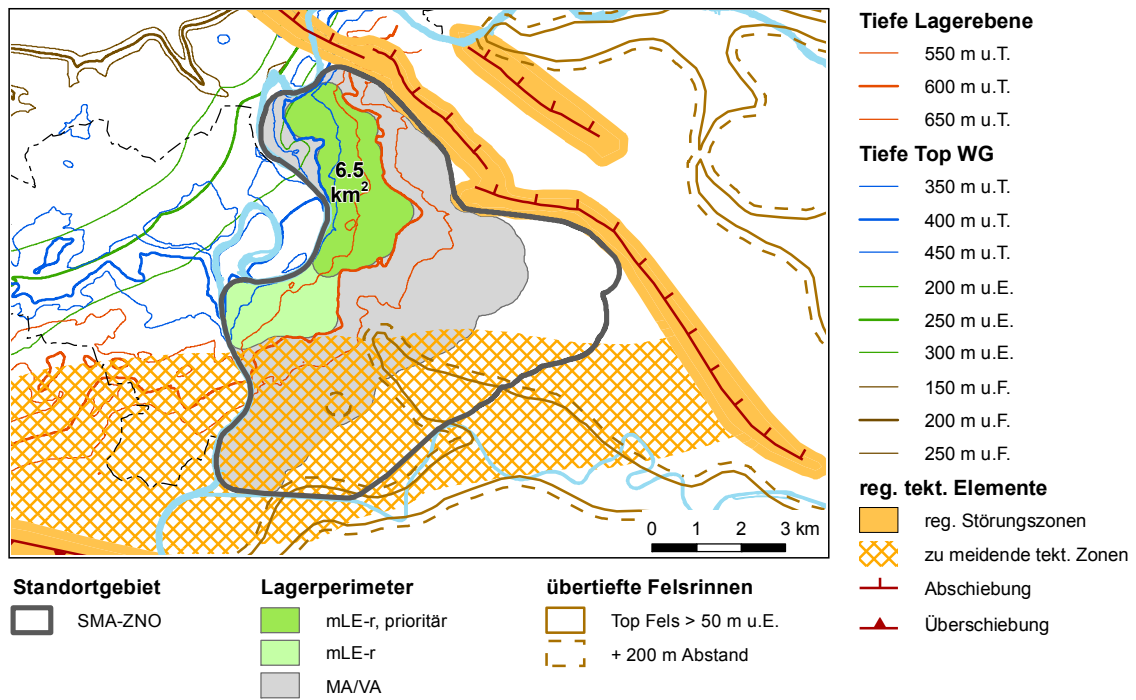 6.5
km²
0 1 2 3 km
Tiefe Lagerebene
550 m u.T.
600 m u.T.
650 m u.T.
Tiefe Top WG
350 m u.T.
400 m u.T.
450 m u.T.
200 m u.E.
250 m u.E.
300 m u.E.
150 m u.F.
200 m u.F.
250 m u.F.
reg. tekt. Elemente
reg. Störungszonen
zu meidende tekt. Zonen
Abschiebung
Überschiebung
Standortgebiet
SMA-ZNO
Lagerperimeter
mLE-r, prioritär
mLE-r
MA/VA
übertiefte Felsrinnen
Top Fels > 50 m u.E.
+ 200 m Abstand